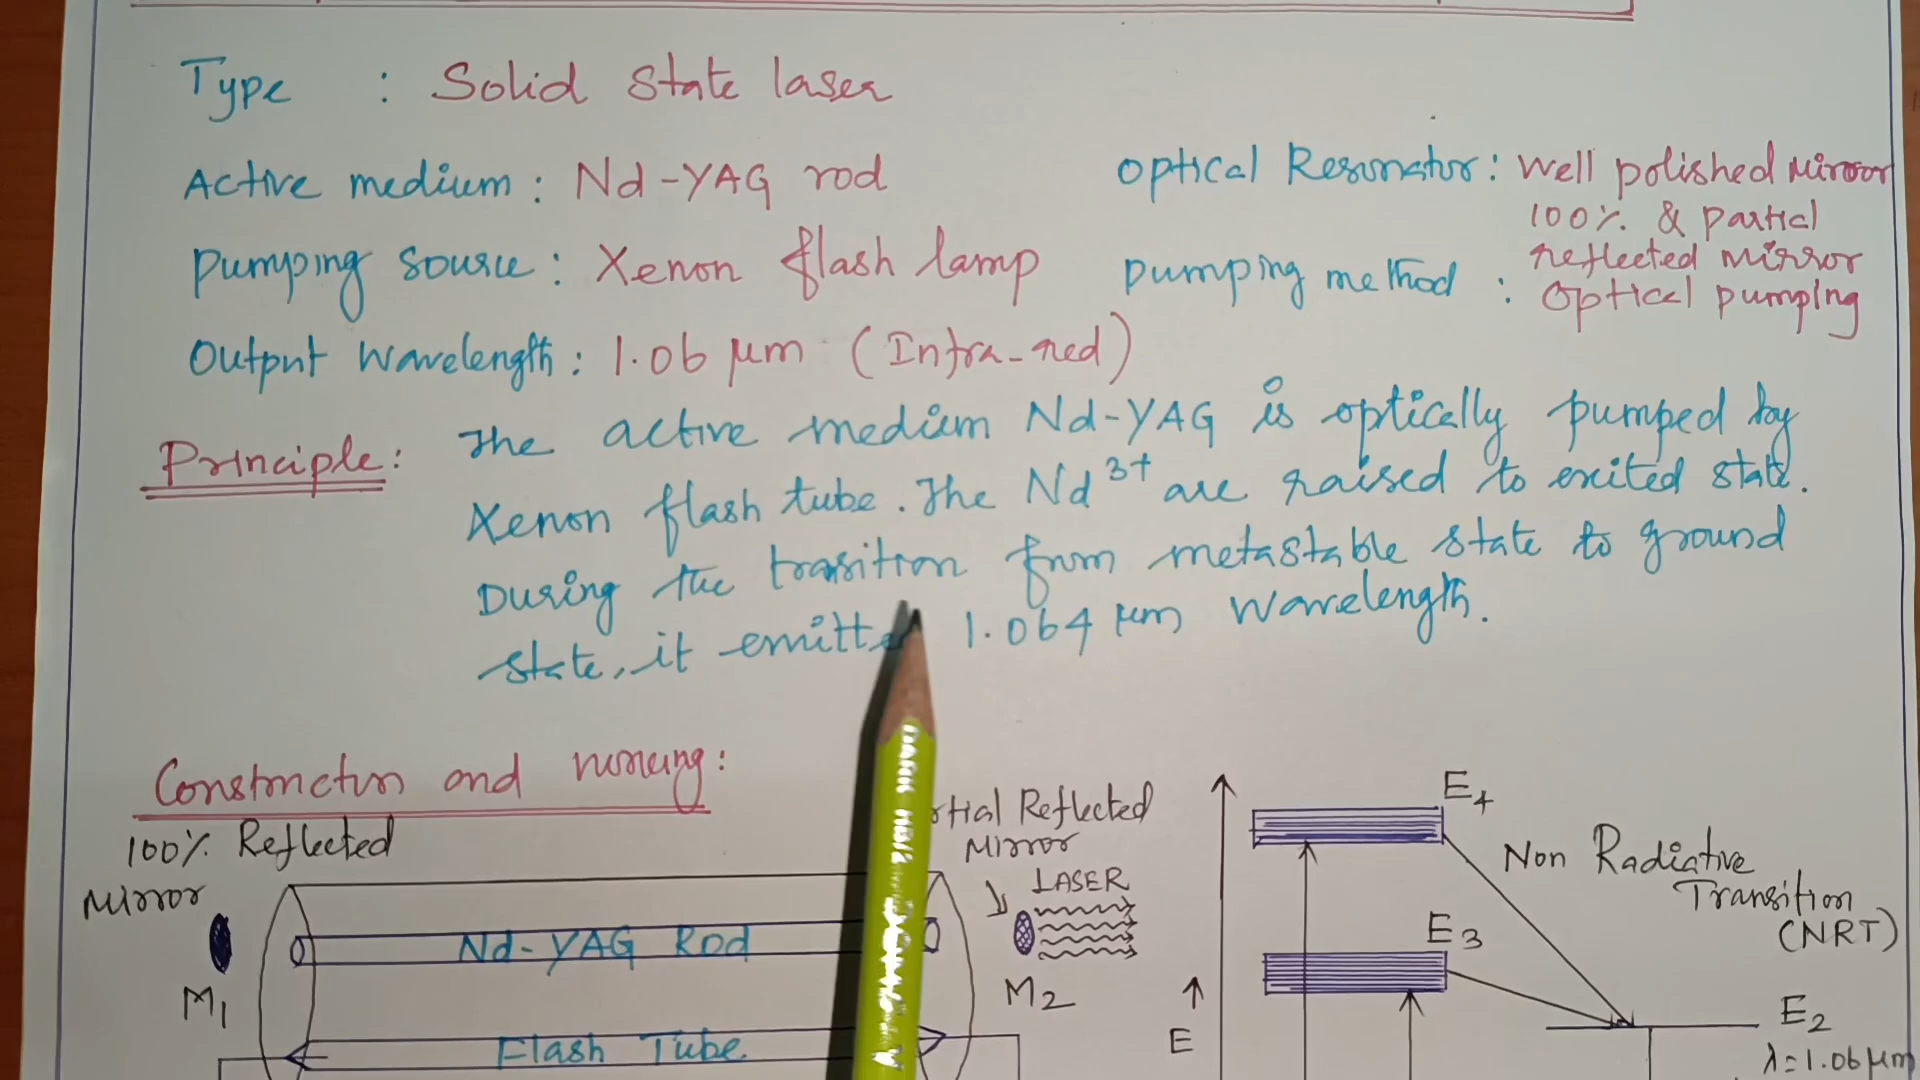 Type : Solid state laser
Active medium: Nd-YAG rod
Pumping source: Xenon flash lamp
Output Wavelength: 1.06 μm (Infra-red)
Optical Resonator: Well polished Mirror
100% & partial
reflected mirror
Pumping method : Optical pumping
Principle: The active medium Nd-YAG is optically pumped by
Xenon flash tube. The Nd³⁺ are raised to exited state.
During the transition from metastable state to ground
state, it 1.064 μm wavelength.
Construction and working:
100% Reflected
Mirror
M1
Nd-YAG Rod
Flash Tube
Reflected
Mirror
LASER
M2
E4
Non Radiative
Transition
(NRT)
E3
E
E2
λ=1.06μm